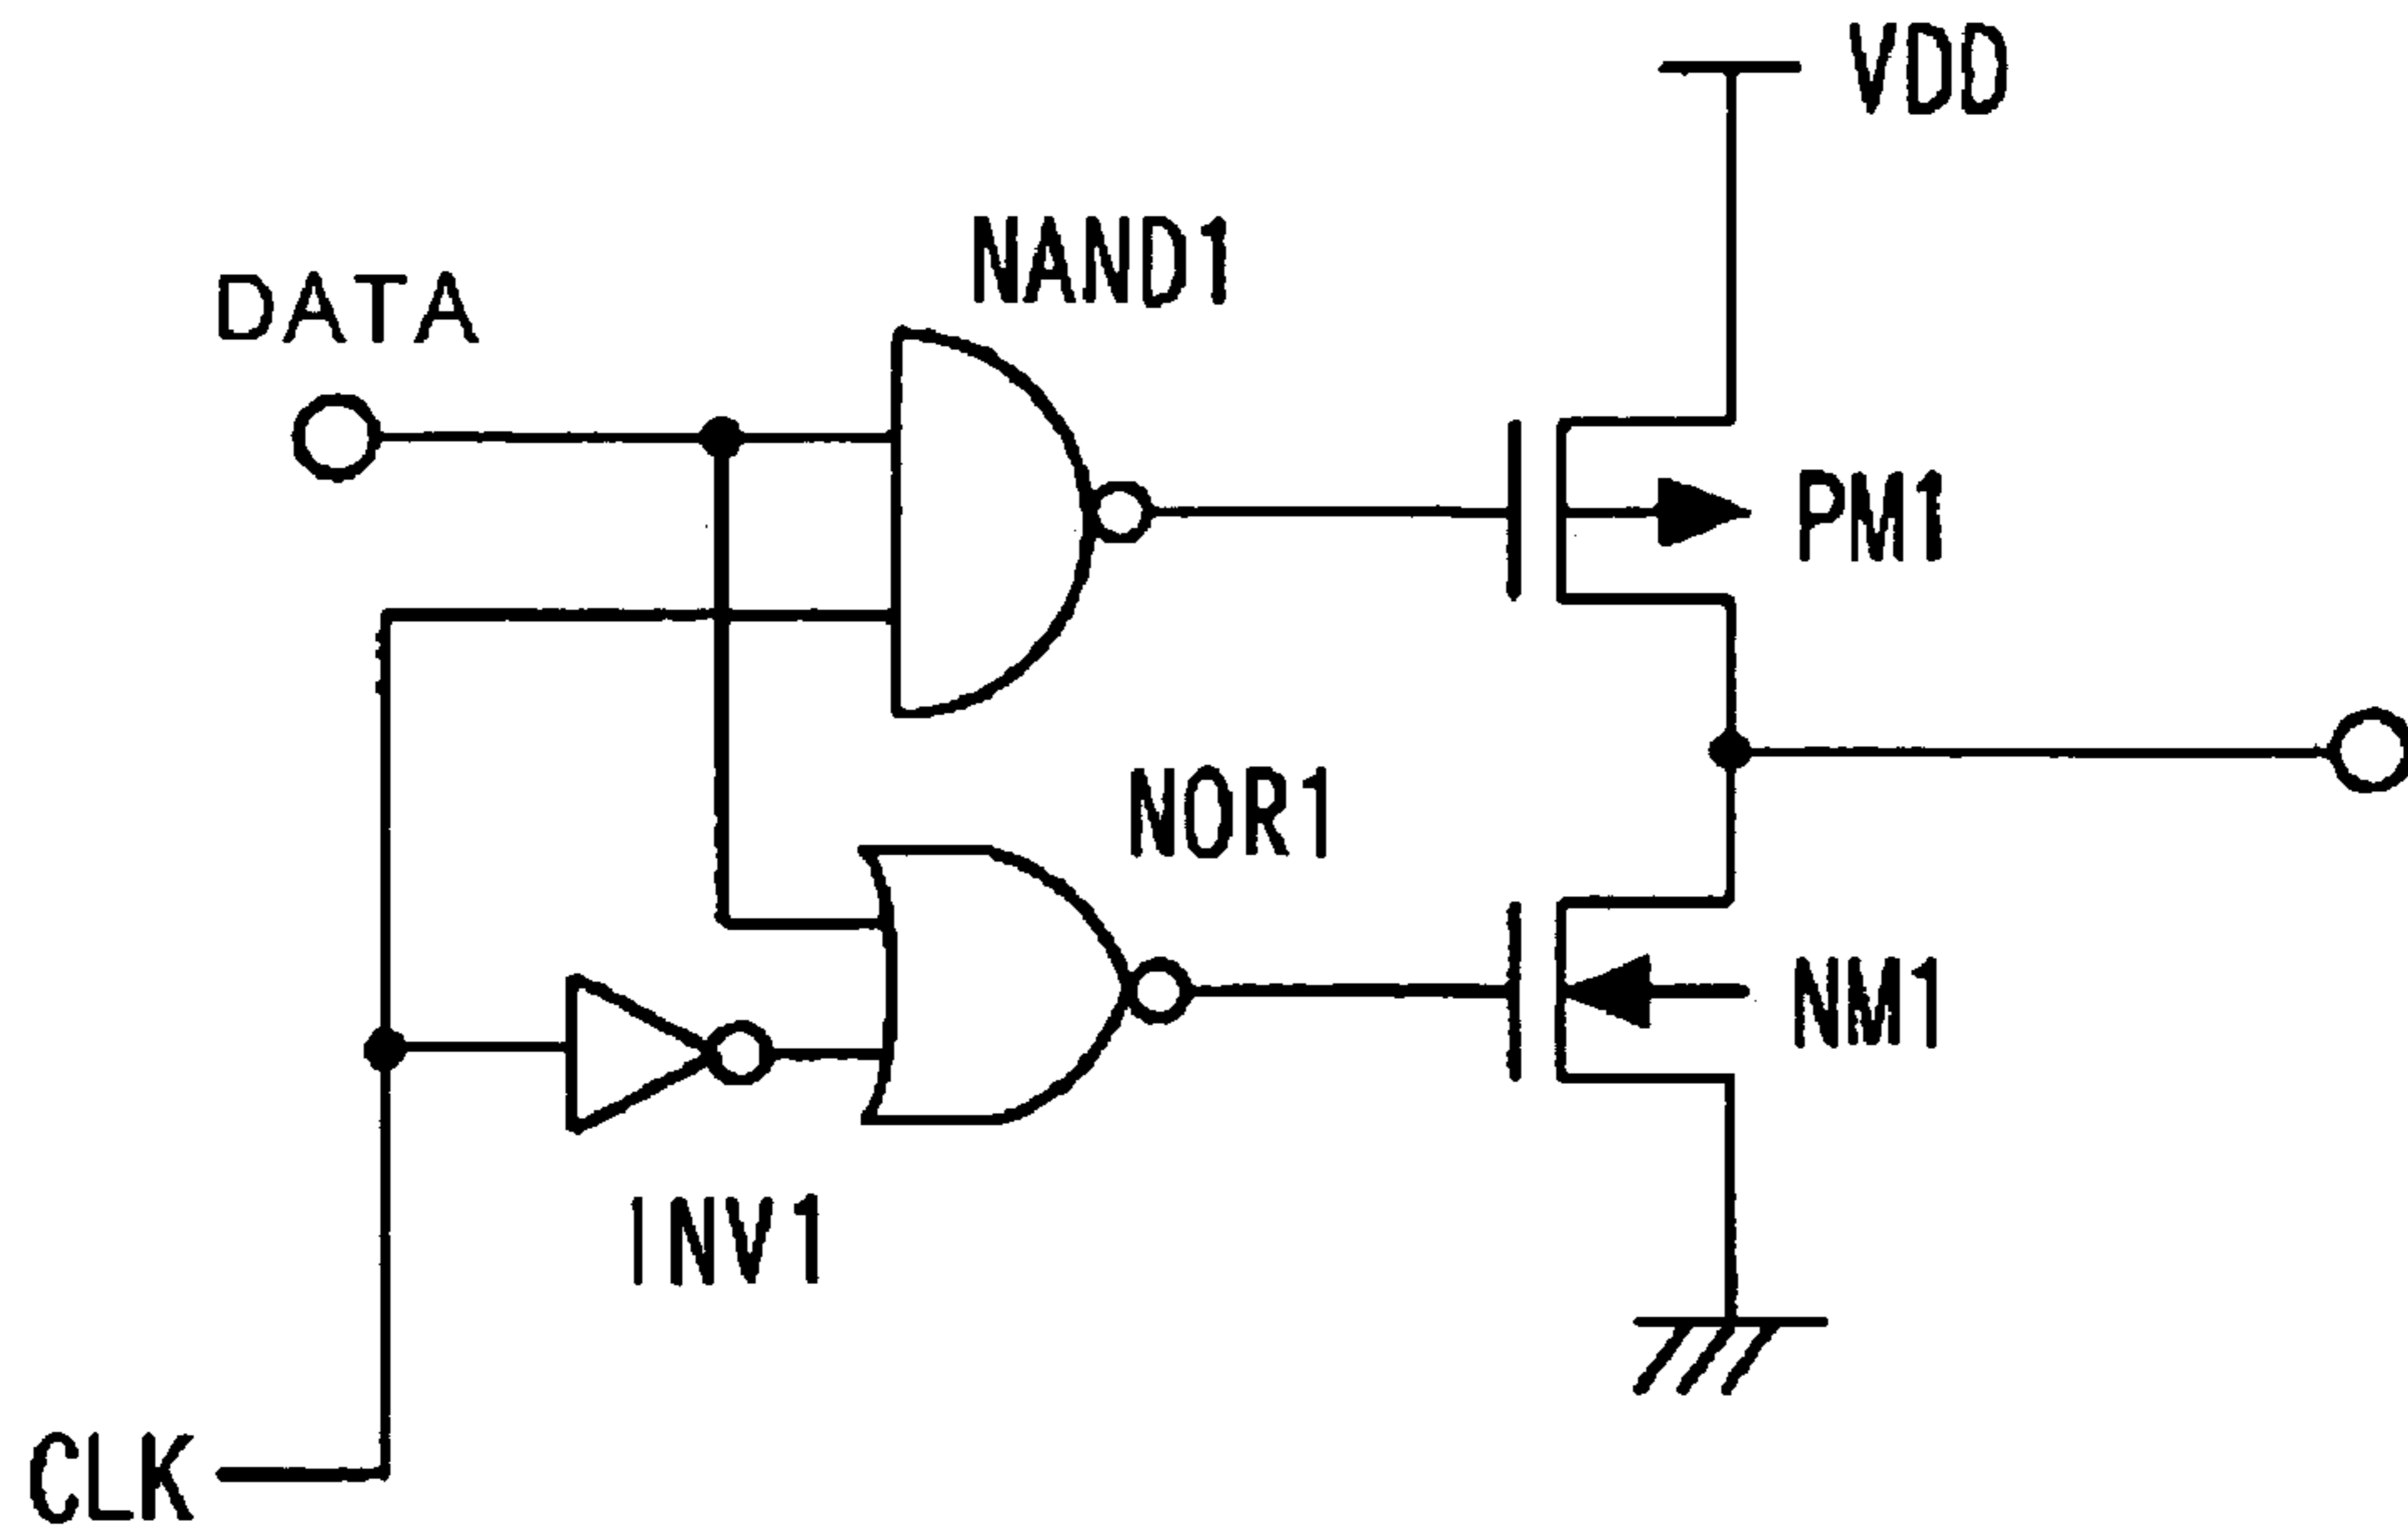 VDD
NAND1
DATA
PM1
NOR1
NM1
INV1
CLK